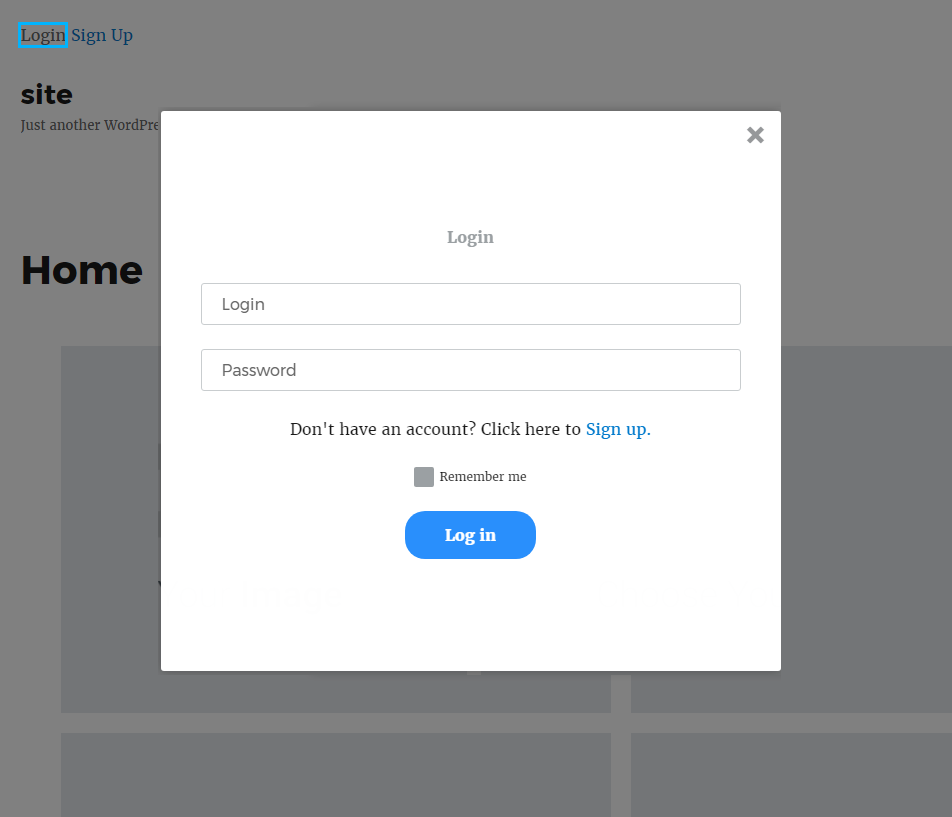 Login Sign Up
site
Just another WordPre
Home
Login
Login
Password
Don't have an account? Click here to Sign up.
Remember me
Log in